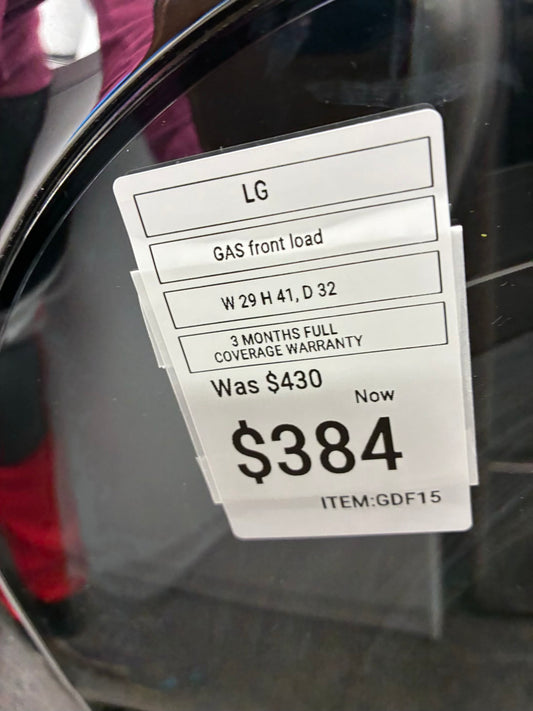 LG
GAS front load
W 29 H 41, D 32
3 MONTHS FULL
COVERAGE WARRANTY
Was $430
Now
$384
ITEM:GDF15